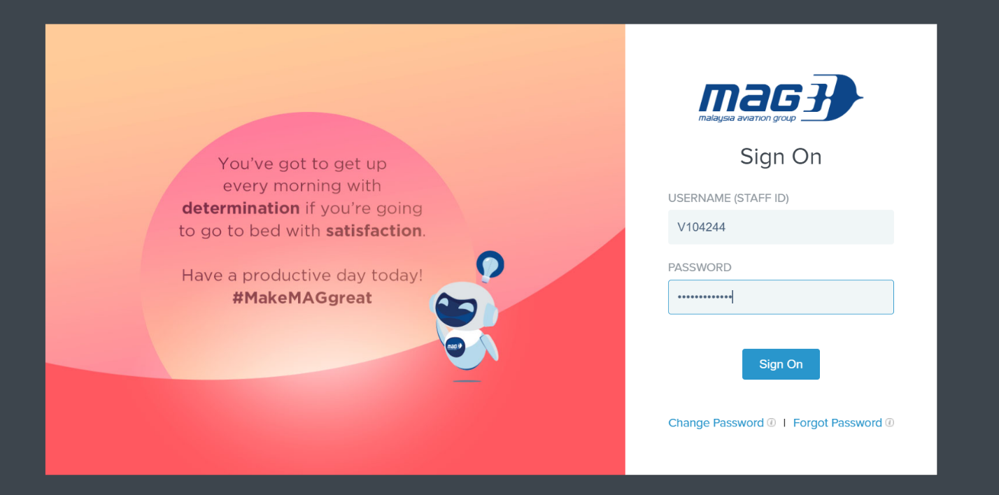 You've got to get up
every morning with
determination if you're going
to go to bed with satisfaction.
Have a productive day today!
#MakeMAGgreat
mag
mag
malaysia aviation group
Sign On
USERNAME (STAFF ID)
V104244
PASSWORD
•••••••••••••
Sign On
Change Password i | Forgot Password i